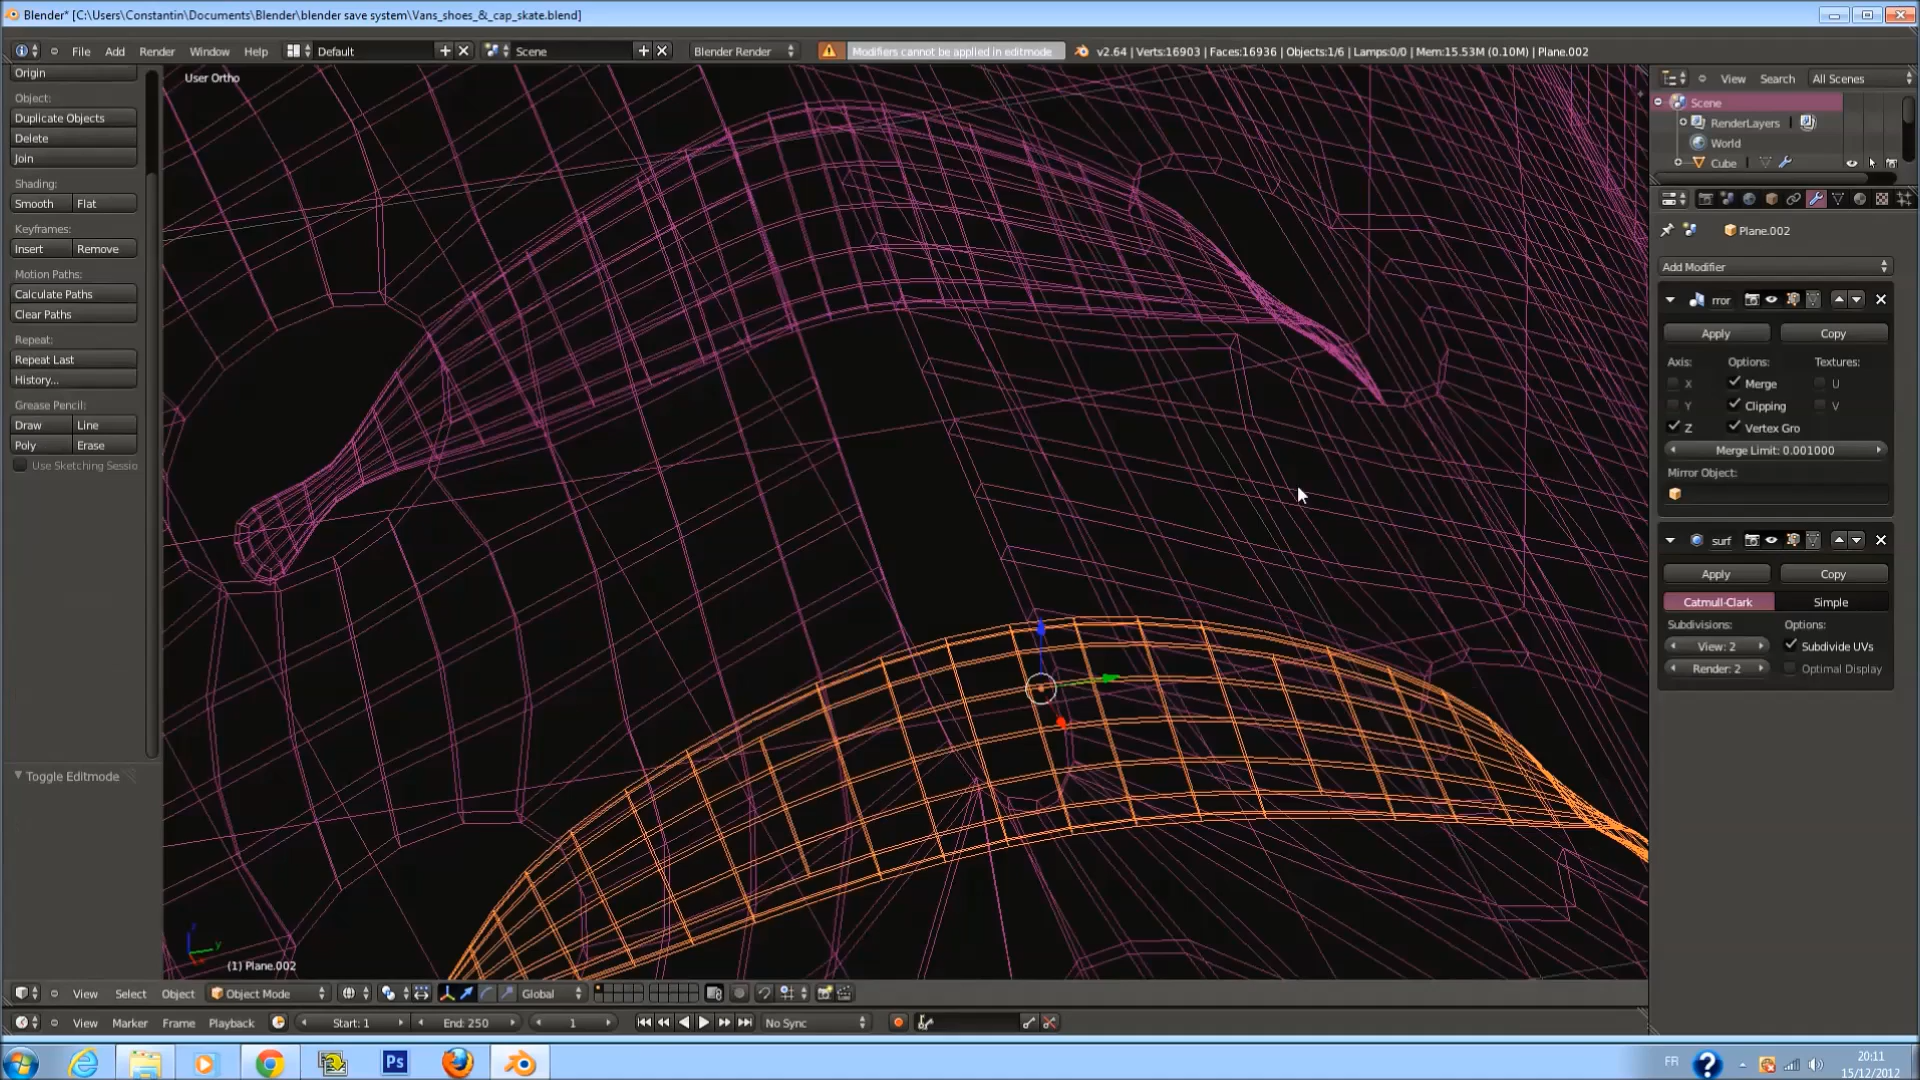 Blender* [C:\Users\Constantin\Documents\Blender\blender save system\Vans_shoes_&_cap_skate.blend]
File Add Render Window Help Default Scene Blender Render Modifiers cannot be applied in editmode v2.64 | Verts:16903 | Faces:16936 | Objects:1/6 | Lamps:0/0 | Mem:15.53M (0.10M) | Plane.002
Origin
Object:
Duplicate Objects
Delete
Join
Shading:
Smooth Flat
Keyframes:
Insert Remove
Motion Paths:
Calculate Paths
Clear Paths
Repeat:
Repeat Last
History...
Grease Pencil:
Draw Line
Poly Erase
Use Sketching Sessio
Toggle Editmode
User Ortho
z
y
(1) Plane.002
View Search All Scenes
Scene
RenderLayers
World
Cube
Plane.002
Add Modifier
rror
Apply Copy
Axis: Options: Textures:
X Merge U
Y Clipping V
Z Vertex Gro
Merge Limit: 0.001000
Mirror Object:
surf
Apply Copy
Catmull-Clark Simple
Subdivisions: Options:
View: 2 Subdivide UVs
Render: 2 Optimal Display
View Select Object Object Mode Global
View Marker Frame Playback Start: 1 End: 250 1 No Sync
Ps
FR
?
20:11
15/12/2012